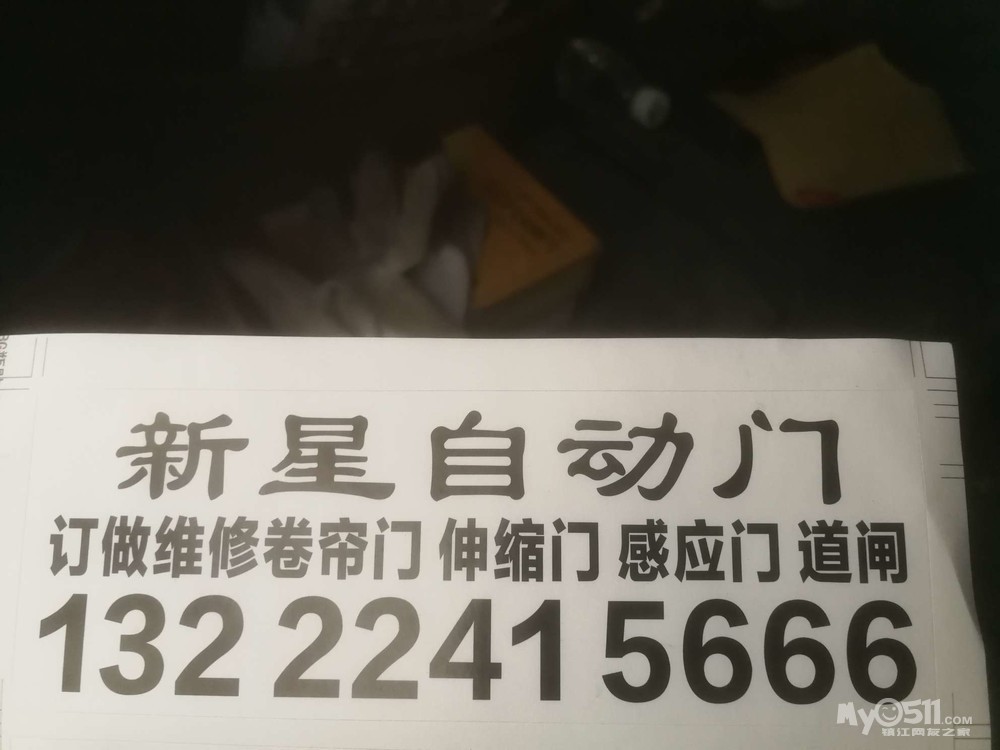 新星自动门
订做维修卷帘门 伸缩门 感应门 道闸
132 2241 5666
My0511.COM
镇江网友之家